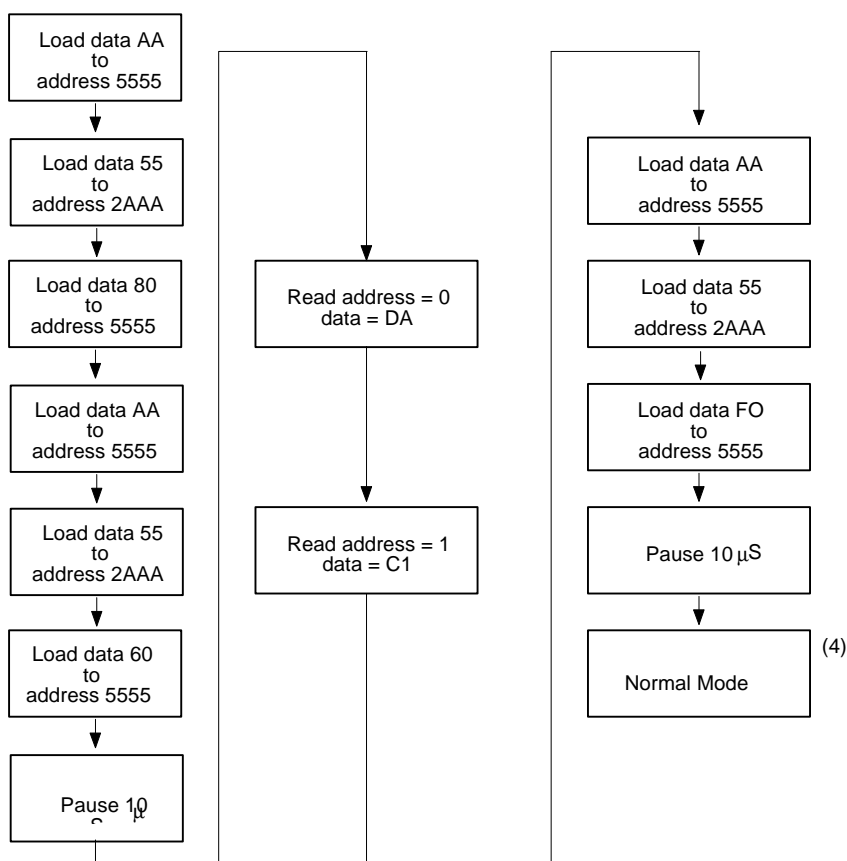 Load data AA
to
address 5555
Load data 55
to
address 2AAA
Load data 80
to
address 5555
Load data AA
to
address 5555
Load data 55
to
address 2AAA
Load data 60
to
address 5555
Pause 10
S μ
Read address = 0
data = DA
Read address = 1
data = C1
Load data AA
to
address 5555
Load data 55
to
address 2AAA
Load data FO
to
address 5555
Pause 10 μS
Normal Mode
(4)